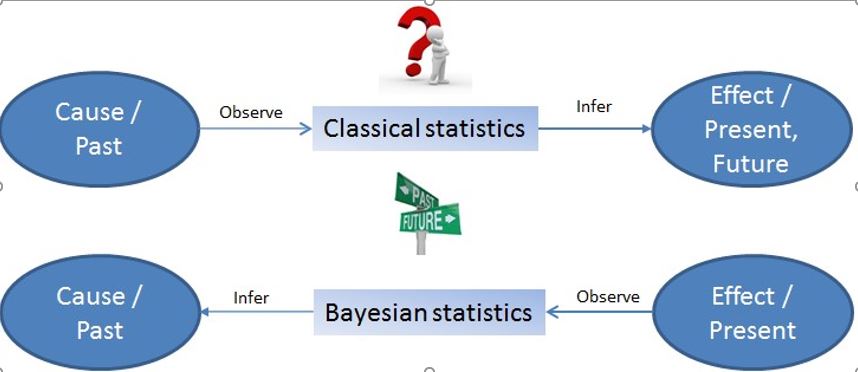 Cause /
Past
Observe
Classical statistics
Infer
Effect /
Present,
Future
PAST
FUTURE
Cause /
Past
Infer
Bayesian statistics
Observe
Effect /
Present